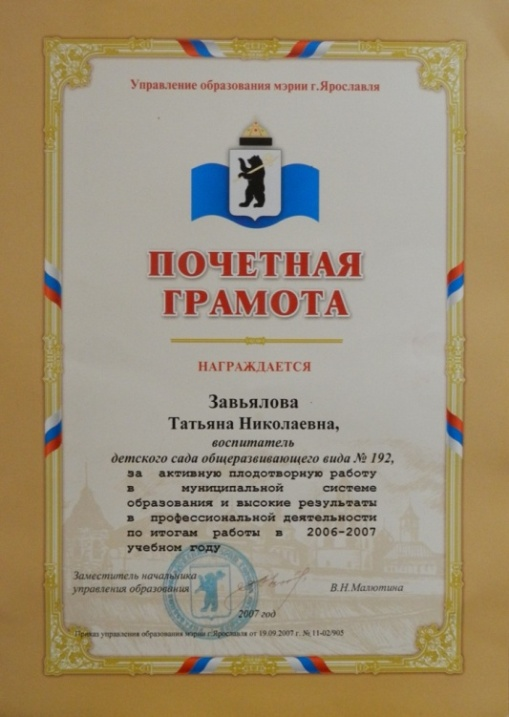 Управление образования мэрии г.Ярославля
ПОЧЕТНАЯ
ГРАМОТА
НАГРАЖДАЕТСЯ
Завьялова
Татьяна Николаевна,
воспитатель
детского сада общеразвивающего вида № 192,
за активную плодотворную работу
в муниципальной системе
образования и высокие результаты
в профессиональной деятельности
по итогам работы в 2006-2007
учебном году
Заместитель начальника
управления образования
В.Н.Малютина
2007 год
Приказ управления образования мэрии г.Ярославля от 19.09.2007 г. № 11-02/905